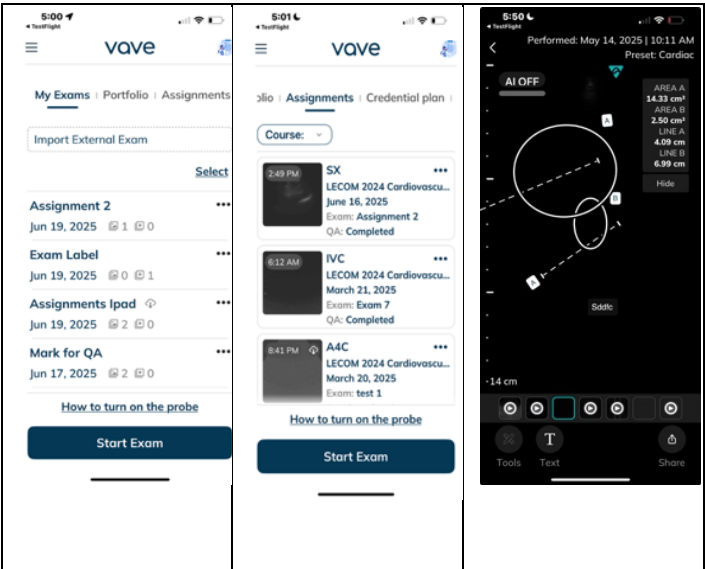 5:00
TestFlight
vave
My Exams
Portfolio
Assignments
Import External Exam
Select
Assignment 2
Jun 19, 2025 1 0
Exam Label
Jun 19, 2025 0 1
Assignments Ipad
Jun 19, 2025 2 0
Mark for QA
Jun 17, 2025 2 0
How to turn on the probe
Start Exam
5:01
TestFlight
vave
olio
Assignments
Credential plan
Course:
2:49 PM
SX
LECOM 2024 Cardiovascu...
June 16, 2025
Exam: Assignment 2
QA: Completed
6:12 AM
IVC
LECOM 2024 Cardiovascu...
March 21, 2025
Exam: Exam 7
QA: Completed
8:41 PM
A4C
LECOM 2024 Cardiovascu...
March 20, 2025
Exam: test 1
How to turn on the probe
Start Exam
5:50
TestFlight
Performed: May 14, 2025 | 10:11 AM
Preset: Cardiac
AI OFF
AREA A
14.33 cm²
AREA B
2.50 cm²
LINE A
4.09 cm
LINE B
6.99 cm
Hide
A
B
A
Sddfc
14 cm
T
Tools
Text
Share